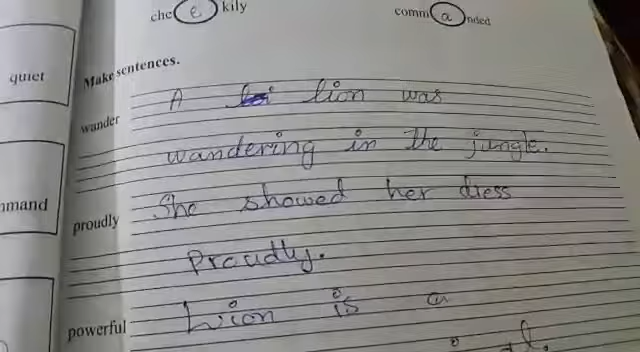 che e kily comm a nded
quiet
Make sentences.
wander A lion was
wandering in the jungle.
mmand
proudly She showed her dress
Proudly.
powerful Lion is a